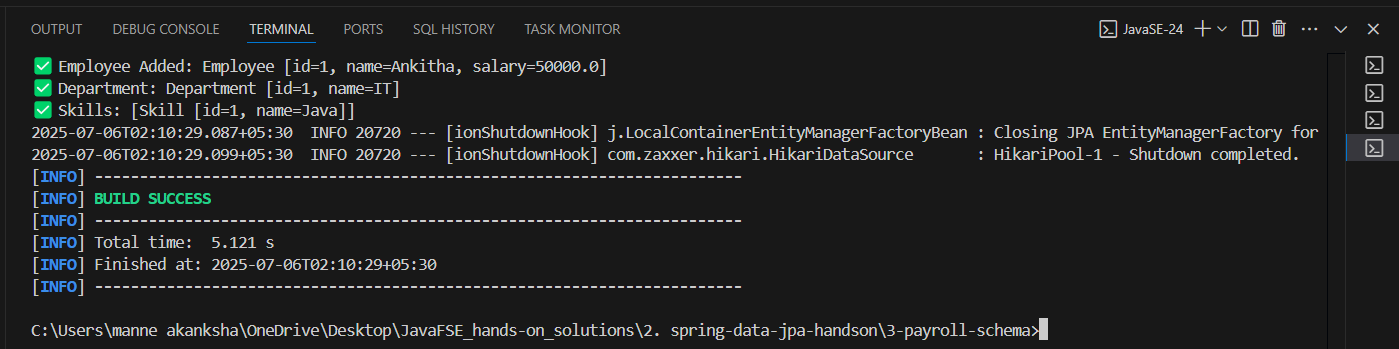 OUTPUT DEBUG CONSOLE TERMINAL PORTS SQL HISTORY TASK MONITOR JavaSE-24
✅ Employee Added: Employee [id=1, name=Ankitha, salary=50000.0]
✅ Department: Department [id=1, name=IT]
✅ Skills: [Skill [id=1, name=Java]]
2025-07-06T02:10:29.087+05:30  INFO 20720 --- [ionShutdownHook] j.LocalContainerEntityManagerFactoryBean : Closing JPA EntityManagerFactory for
2025-07-06T02:10:29.099+05:30  INFO 20720 --- [ionShutdownHook] com.zaxxer.hikari.HikariDataSource       : HikariPool-1 - Shutdown completed.
[INFO] ------------------------------------------------------------------------
[INFO] BUILD SUCCESS
[INFO] ------------------------------------------------------------------------
[INFO] Total time:  5.121 s
[INFO] Finished at: 2025-07-06T02:10:29+05:30
[INFO] ------------------------------------------------------------------------
C:\Users\manne akanksha\OneDrive\Desktop\JavaFSE_hands-on_solutions\2. spring-data-jpa-handson\3-payroll-schema>